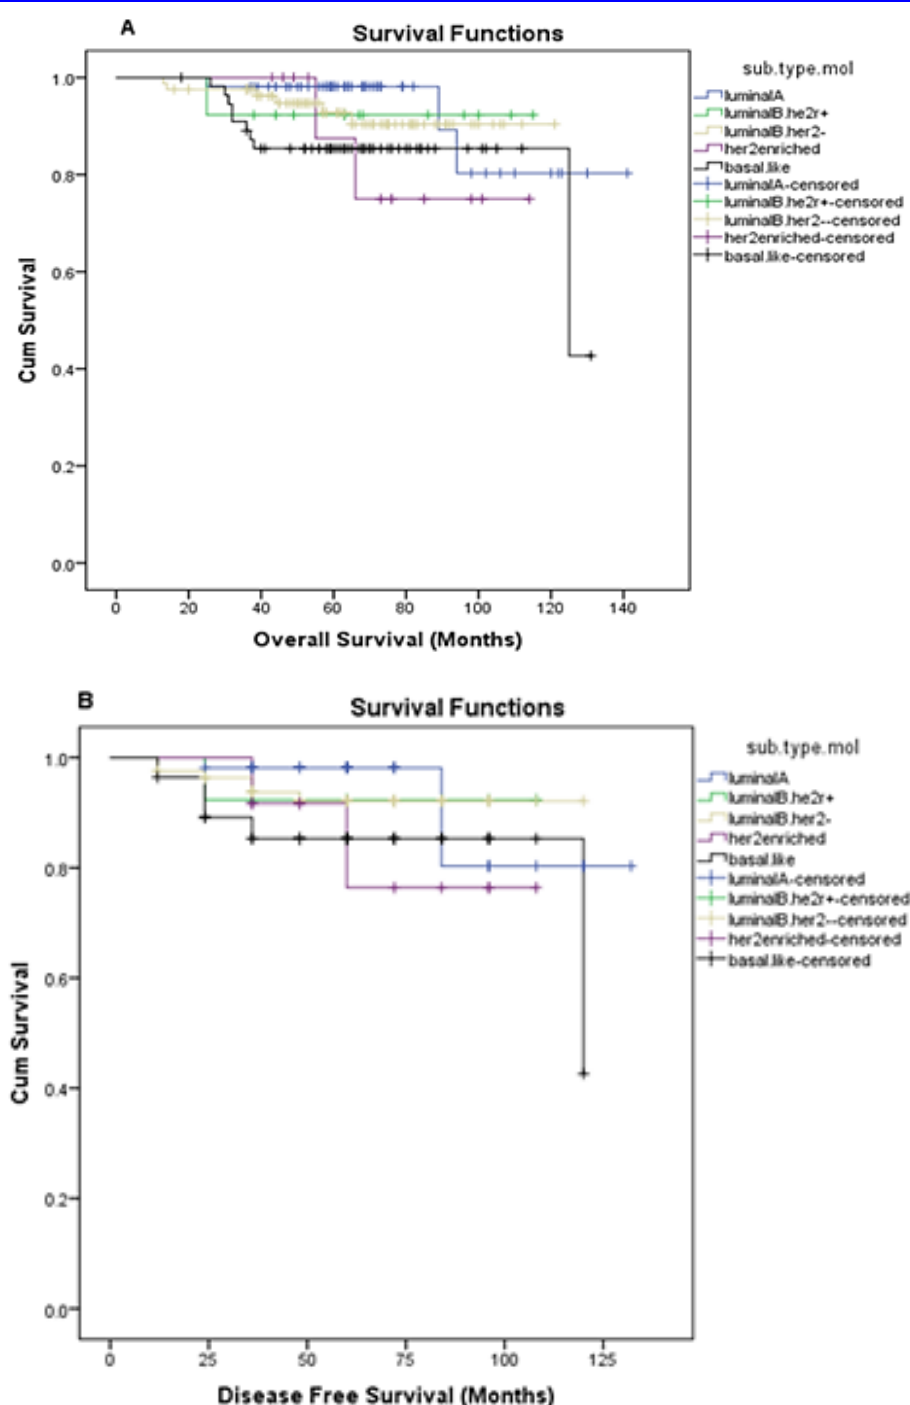 A
Survival Functions
sub.type.mol
luminalA
luminalB.he2r+
luminalB.her2-
her2enriched
basal.like
luminalA-censored
luminalB.he2r+-censored
luminalB.her2--censored
her2enriched-censored
basal.like-censored
1.0
0.8
0.6
0.4
0.2
0.0
Cum Survival
0 20 40 60 80 100 120 140
Overall Survival (Months)
B
Survival Functions
sub.type.mol
luminalA
luminalB.he2r+
luminalB.her2-
her2enriched
basal.like
luminalA-censored
luminalB.he2r+-censored
luminalB.her2--censored
her2enriched-censored
basal.like-censored
1.0
0.8
0.6
0.4
0.2
0.0
Cum Survival
0 25 50 75 100 125
Disease Free Survival (Months)